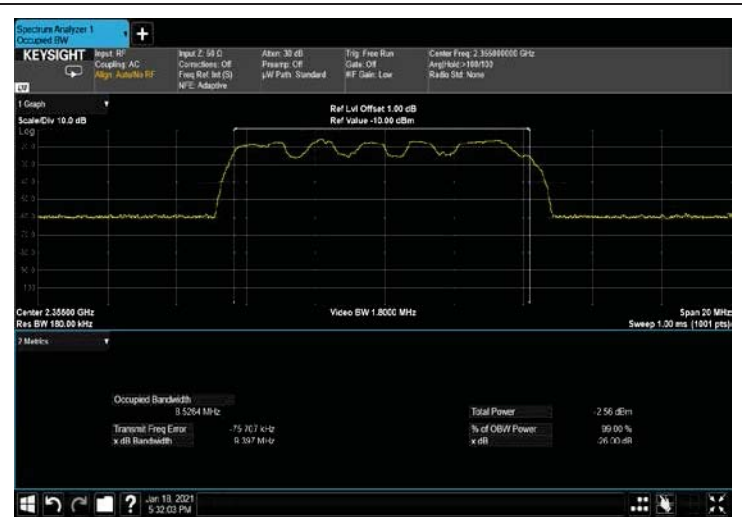 Spectrum Analyzer 1
Occupied BW
+
KEYSIGHT
Input: RF
Coupling: AC
Align: Auto/No RF
Input Z: 50 Ω
Corrections: Off
Freq Ref: Int (S)
NFE: Adaptive
Atten: 30 dB
Preamp: Off
µW Path: Standard
Trig: Free Run
Gate: Off
#IF Gain: Low
Center Freq: 2.355000000 GHz
Avg|Hold:>100/100
Radio Std: None
1 Graph
Scale/Div 10.0 dB
Ref Lvl Offset 1.00 dB
Ref Value -10.00 dBm
Log
Center 2.35500 GHz
Res BW 180.00 kHz
Video BW 1.8000 MHz
Span 20 MHz
Sweep 1.00 ms (1001 pts)
2 Metrics
Occupied Bandwidth
8.5264 MHz
Transmit Freq Error -75.707 kHz
x dB Bandwidth 9.397 MHz
Total Power -2.56 dBm
% of OBW Power 99.00 %
x dB -26.00 dB
?
Jan 18, 2021
5:32:03 PM